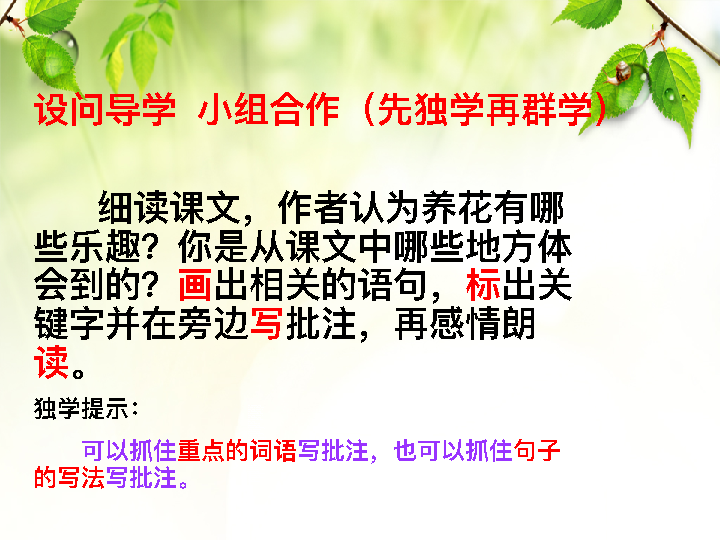 设问导学 小组合作（先独学再群学）
细读课文，作者认为养花有哪
些乐趣？你是从课文中哪些地方体
会到的？画出相关的语句，标出关
键字并在旁边写批注，再感情朗
读。
独学提示：
可以抓住重点的词语写批注，也可以抓住句子
的写法写批注。